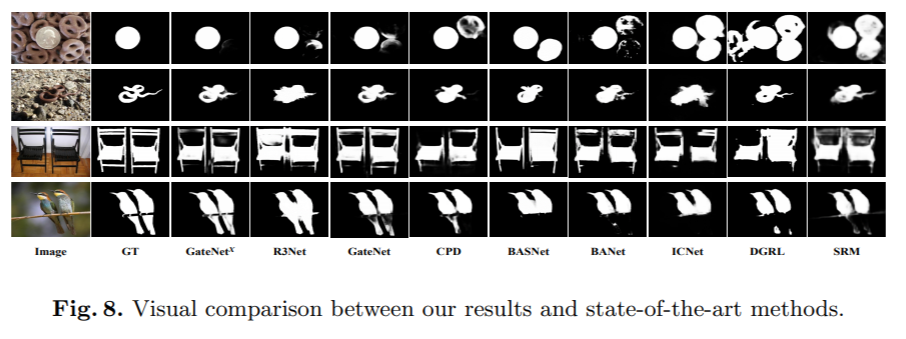 Image GT GateNetˣ R3Net GateNet CPD BASNet BANet ICNet DGRL SRM
Fig. 8. Visual comparison between our results and state-of-the-art methods.